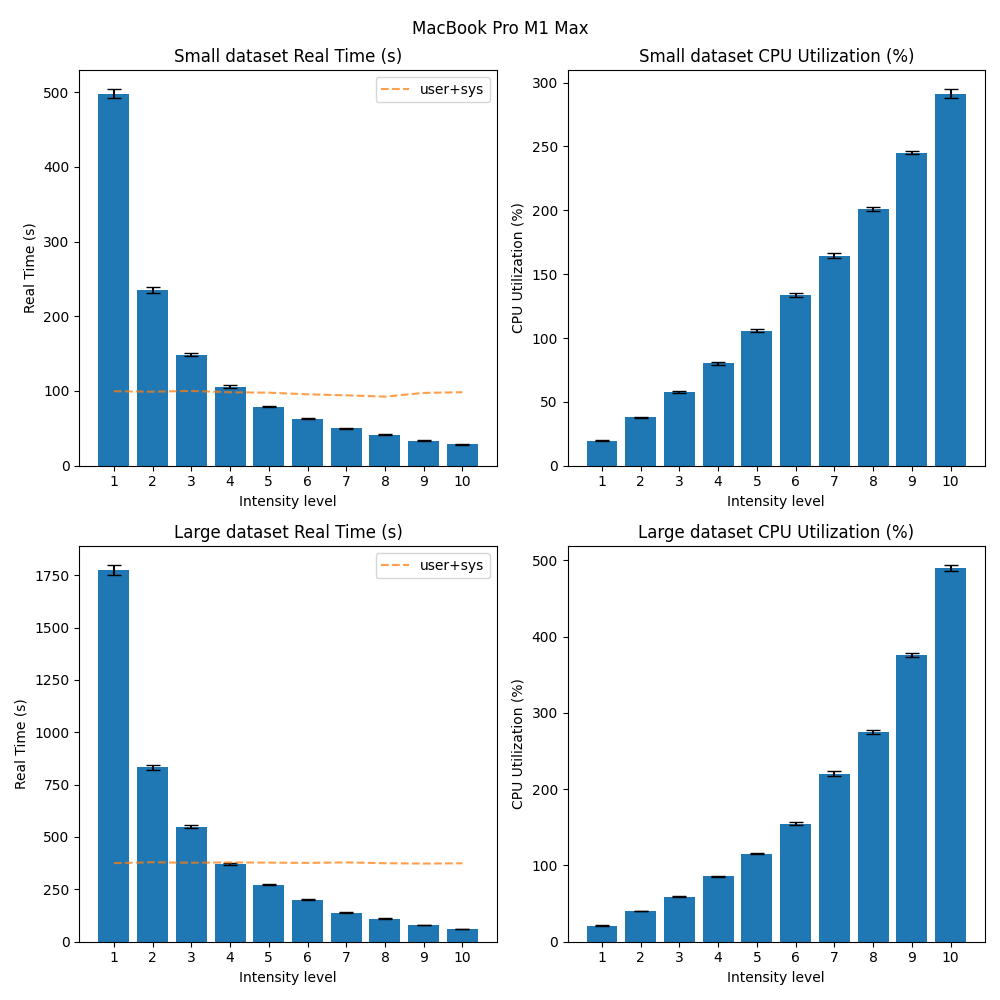 MacBook Pro M1 Max
Small dataset Real Time (s)
user+sys
Real Time (s)
500
400
300
200
100
0
1 2 3 4 5 6 7 8 9 10
Intensity level
Small dataset CPU Utilization (%)
CPU Utilization (%)
300
250
200
150
100
50
0
1 2 3 4 5 6 7 8 9 10
Intensity level
Large dataset Real Time (s)
user+sys
Real Time (s)
1750
1500
1250
1000
750
500
250
0
1 2 3 4 5 6 7 8 9 10
Intensity level
Large dataset CPU Utilization (%)
CPU Utilization (%)
500
400
300
200
100
0
1 2 3 4 5 6 7 8 9 10
Intensity level